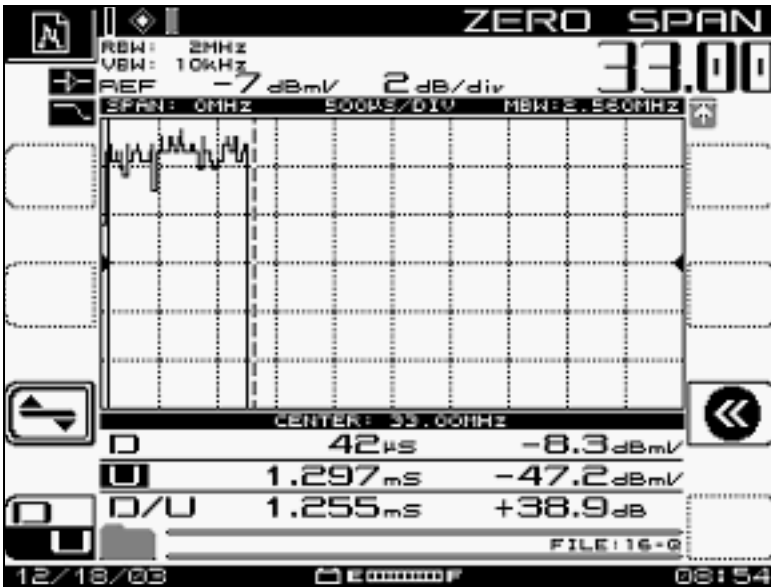 ZERO SPAN
RBW: 2MHz
VBW: 10kHz
33.00
REF -7 dBmV 2 dB/div
SPAN: 0MHz 500µS/DIV MBW:2.560MHz
CENTER: 33.00MHz
D 42µS -8.3dBmV
U 1.297mS -47.2dBmV
D/U 1.255mS +38.9dB
D
U
FILE:16-Q
12/18/03 E F 08:54